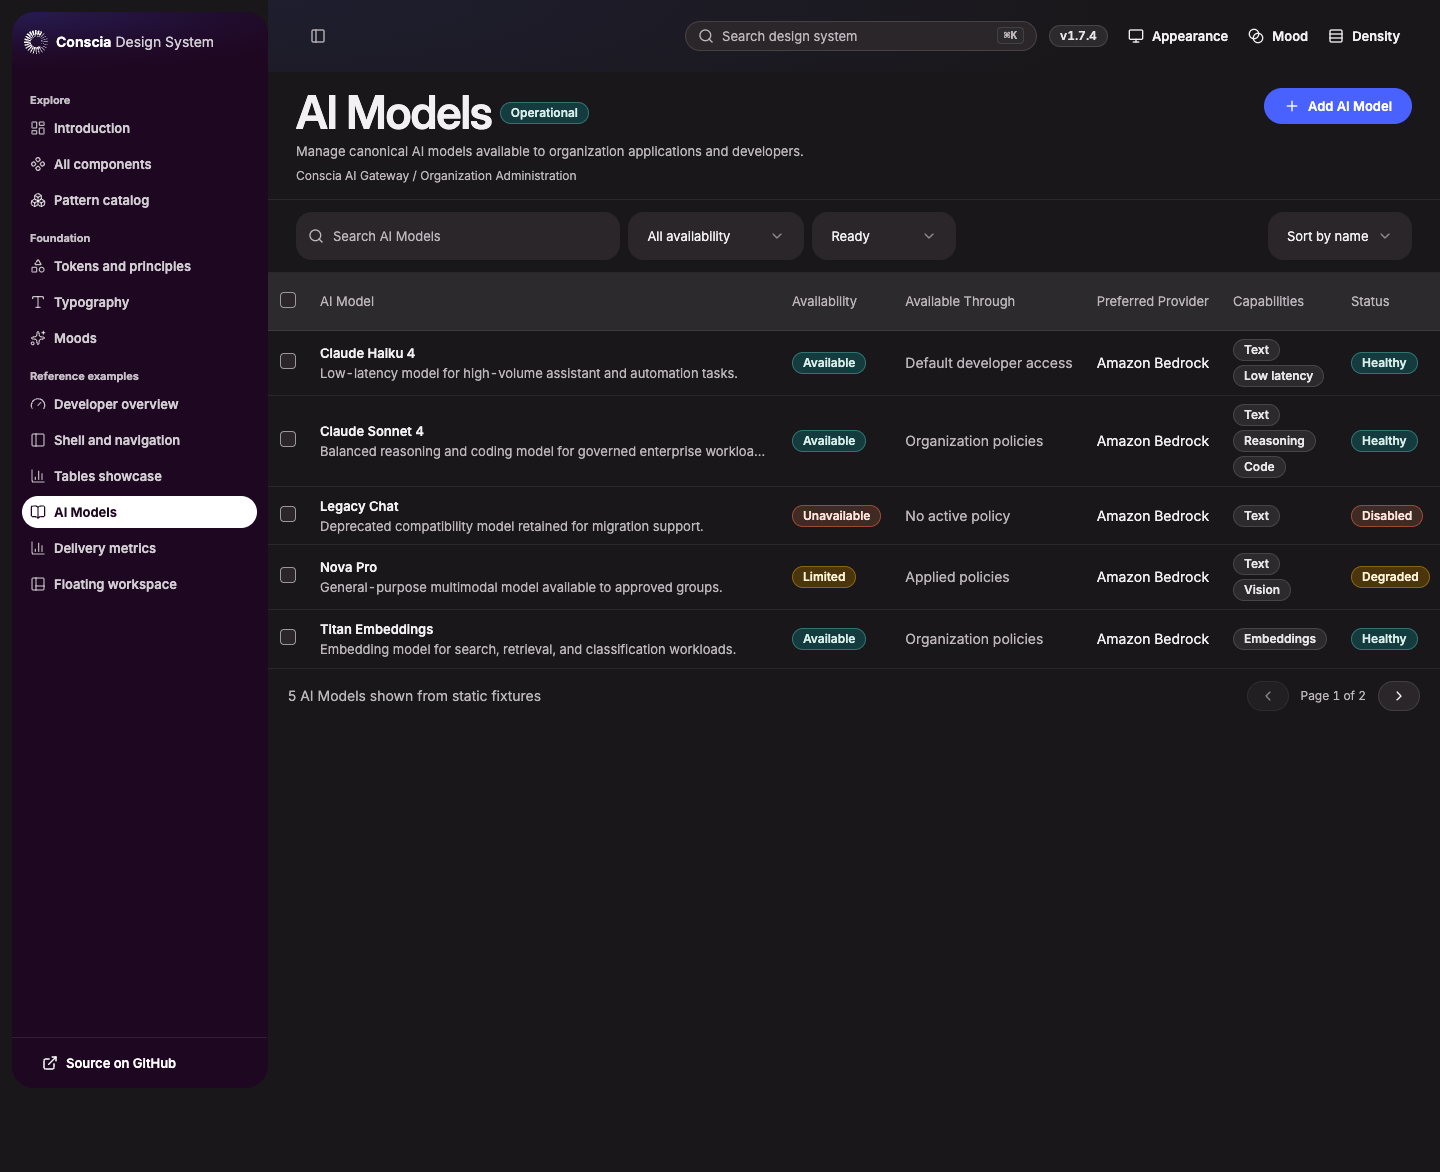 Conscia Design System
Search design system
⌘K
v1.7.4
Appearance
Mood
Density
Explore
Introduction
All components
Pattern catalog
Foundation
Tokens and principles
Typography
Moods
Reference examples
Developer overview
Shell and navigation
Tables showcase
AI Models
Delivery metrics
Floating workspace
Source on GitHub
AI Models
Operational
Add AI Model
Manage canonical AI models available to organization applications and developers.
Conscia AI Gateway / Organization Administration
Search AI Models
All availability
Ready
Sort by name
AI Model Availability Available Through Preferred Provider Capabilities Status
Claude Haiku 4
Low-latency model for high-volume assistant and automation tasks.
Available
Default developer access
Amazon Bedrock
Text
Low latency
Healthy
Claude Sonnet 4
Balanced reasoning and coding model for governed enterprise workloa...
Available
Organization policies
Amazon Bedrock
Text
Reasoning
Code
Healthy
Legacy Chat
Deprecated compatibility model retained for migration support.
Unavailable
No active policy
Amazon Bedrock
Text
Disabled
Nova Pro
General-purpose multimodal model available to approved groups.
Limited
Applied policies
Amazon Bedrock
Text
Vision
Degraded
Titan Embeddings
Embedding model for search, retrieval, and classification workloads.
Available
Organization policies
Amazon Bedrock
Embeddings
Healthy
5 AI Models shown from static fixtures
Page 1 of 2